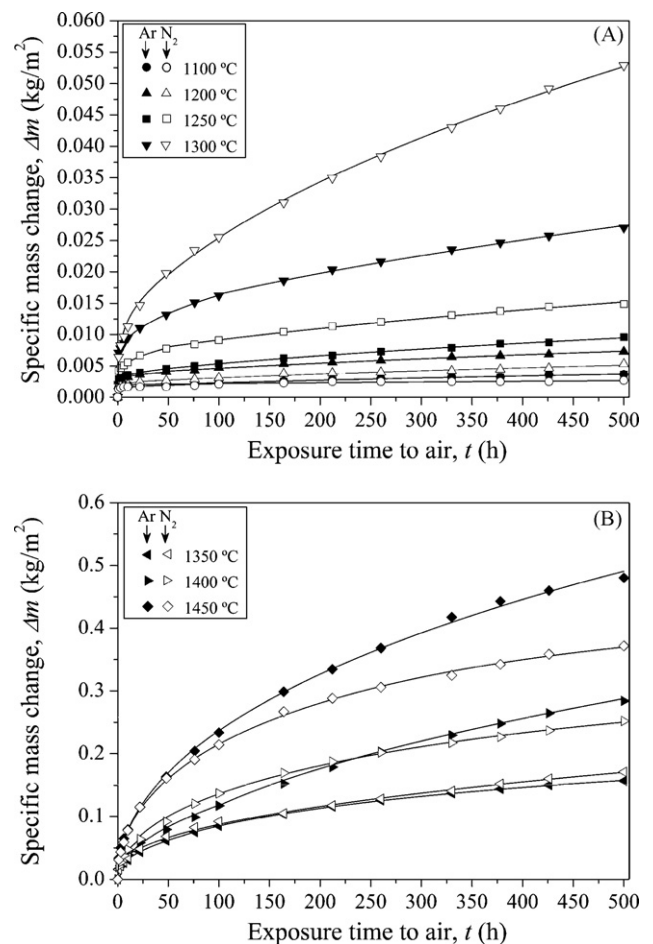 (A)
Ar N₂
1100 ºC
1200 ºC
1250 ºC
1300 ºC
Specific mass change, Δm (kg/m²)
0.060
0.055
0.050
0.045
0.040
0.035
0.030
0.025
0.020
0.015
0.010
0.005
0.000
0 50 100 150 200 250 300 350 400 450 500
Exposure time to air, t (h)
(B)
Ar N₂
1350 ºC
1400 ºC
1450 ºC
Specific mass change, Δm (kg/m²)
0.6
0.5
0.4
0.3
0.2
0.1
0.0
0 50 100 150 200 250 300 350 400 450 500
Exposure time to air, t (h)